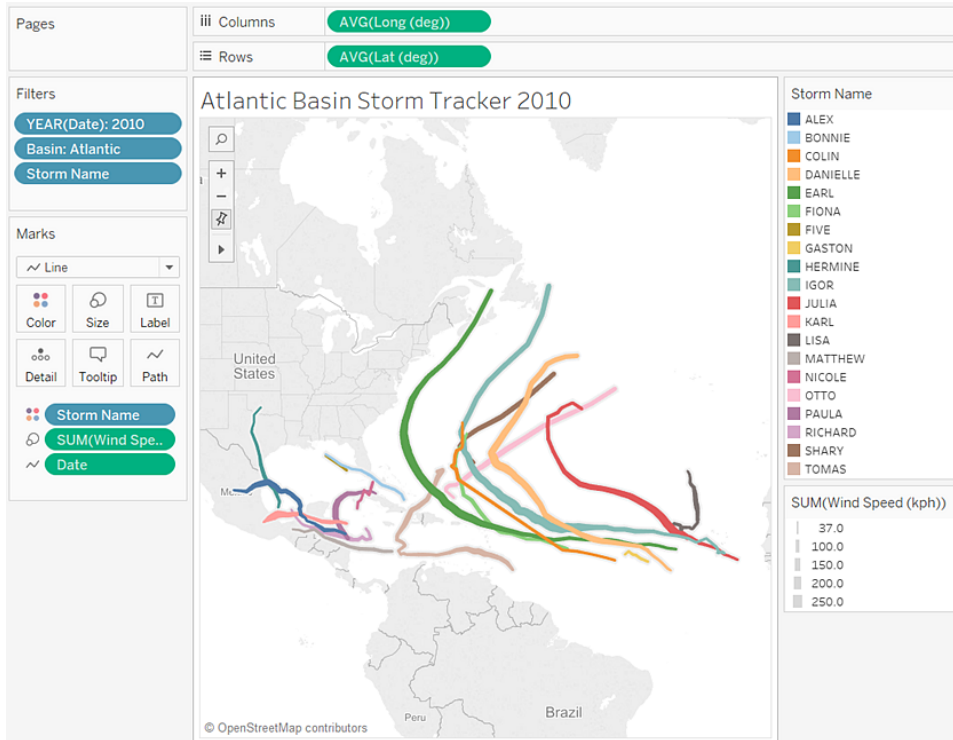 Pages
Columns
AVG(Long (deg))
Rows
AVG(Lat (deg))
Filters
YEAR(Date): 2010
Basin: Atlantic
Storm Name
Marks
Line
Color
Size
Label
Detail
Tooltip
Path
Storm Name
SUM(Wind Spe..
Date
Atlantic Basin Storm Tracker 2010
United
States
Peru
Brazil
© OpenStreetMap contributors
Storm Name
ALEX
BONNIE
COLIN
DANIELLE
EARL
FIONA
FIVE
GASTON
HERMINE
IGOR
JULIA
KARL
LISA
MATTHEW
NICOLE
OTTO
PAULA
RICHARD
SHARY
TOMAS
SUM(Wind Speed (kph))
37.0
100.0
150.0
200.0
250.0